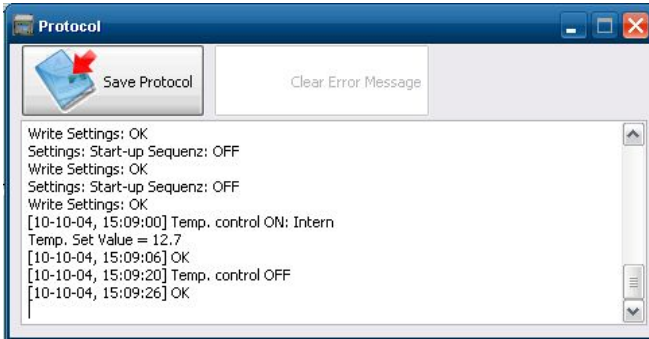 Protocol
Save Protocol
Clear Error Message
Write Settings: OK
Settings: Start-up Sequenz: OFF
Write Settings: OK
Settings: Start-up Sequenz: OFF
Write Settings: OK
[10-10-04, 15:09:00] Temp. control ON: Intern
Temp. Set Value = 12.7
[10-10-04, 15:09:06] OK
[10-10-04, 15:09:20] Temp. control OFF
[10-10-04, 15:09:26] OK